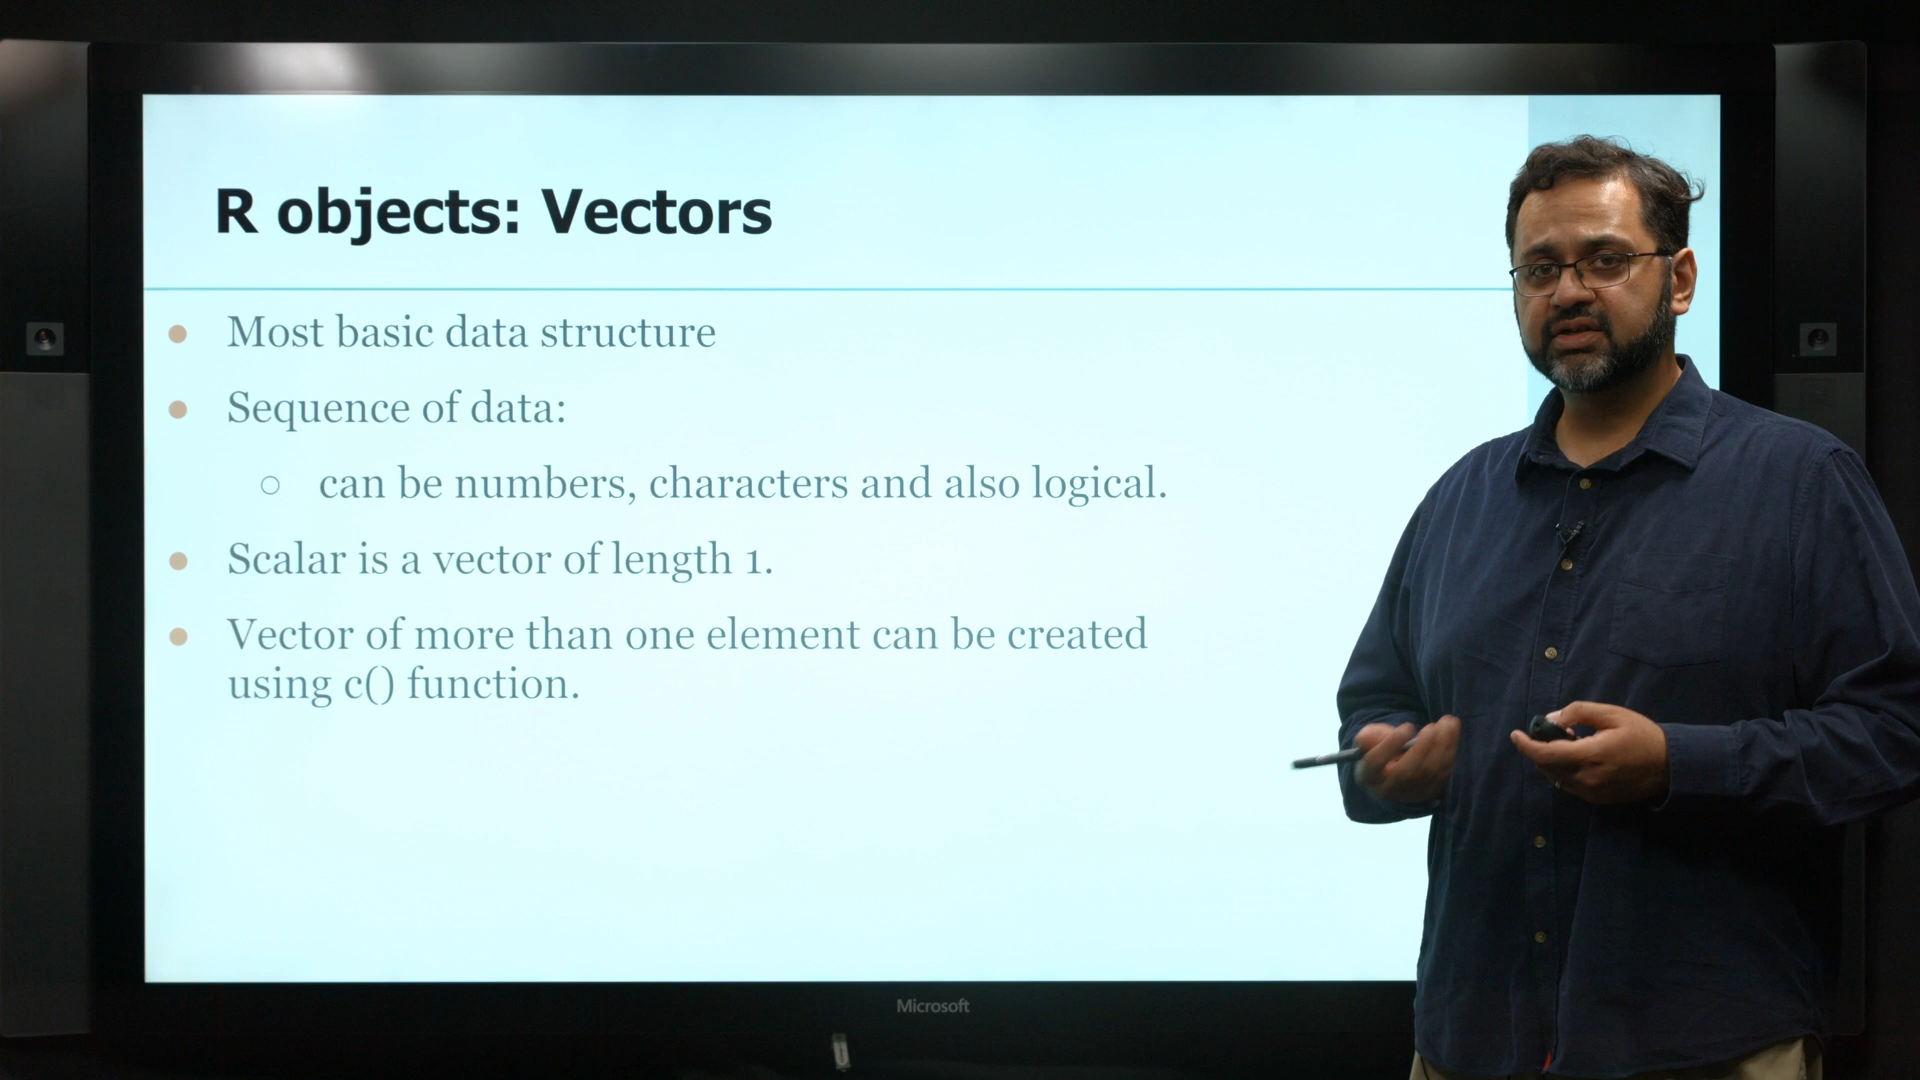 R objects: Vectors
● Most basic data structure
● Sequence of data:
○ can be numbers, characters and also logical.
● Scalar is a vector of length 1.
● Vector of more than one element can be created
using c() function.
Microsoft